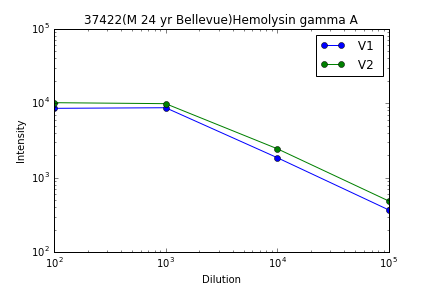 37422(M 24 yr Bellevue)Hemolysin gamma A
10^5
10^4
10^3
10^2
Intensity
V1
V2
10^2 10^3 10^4 10^5
Dilution